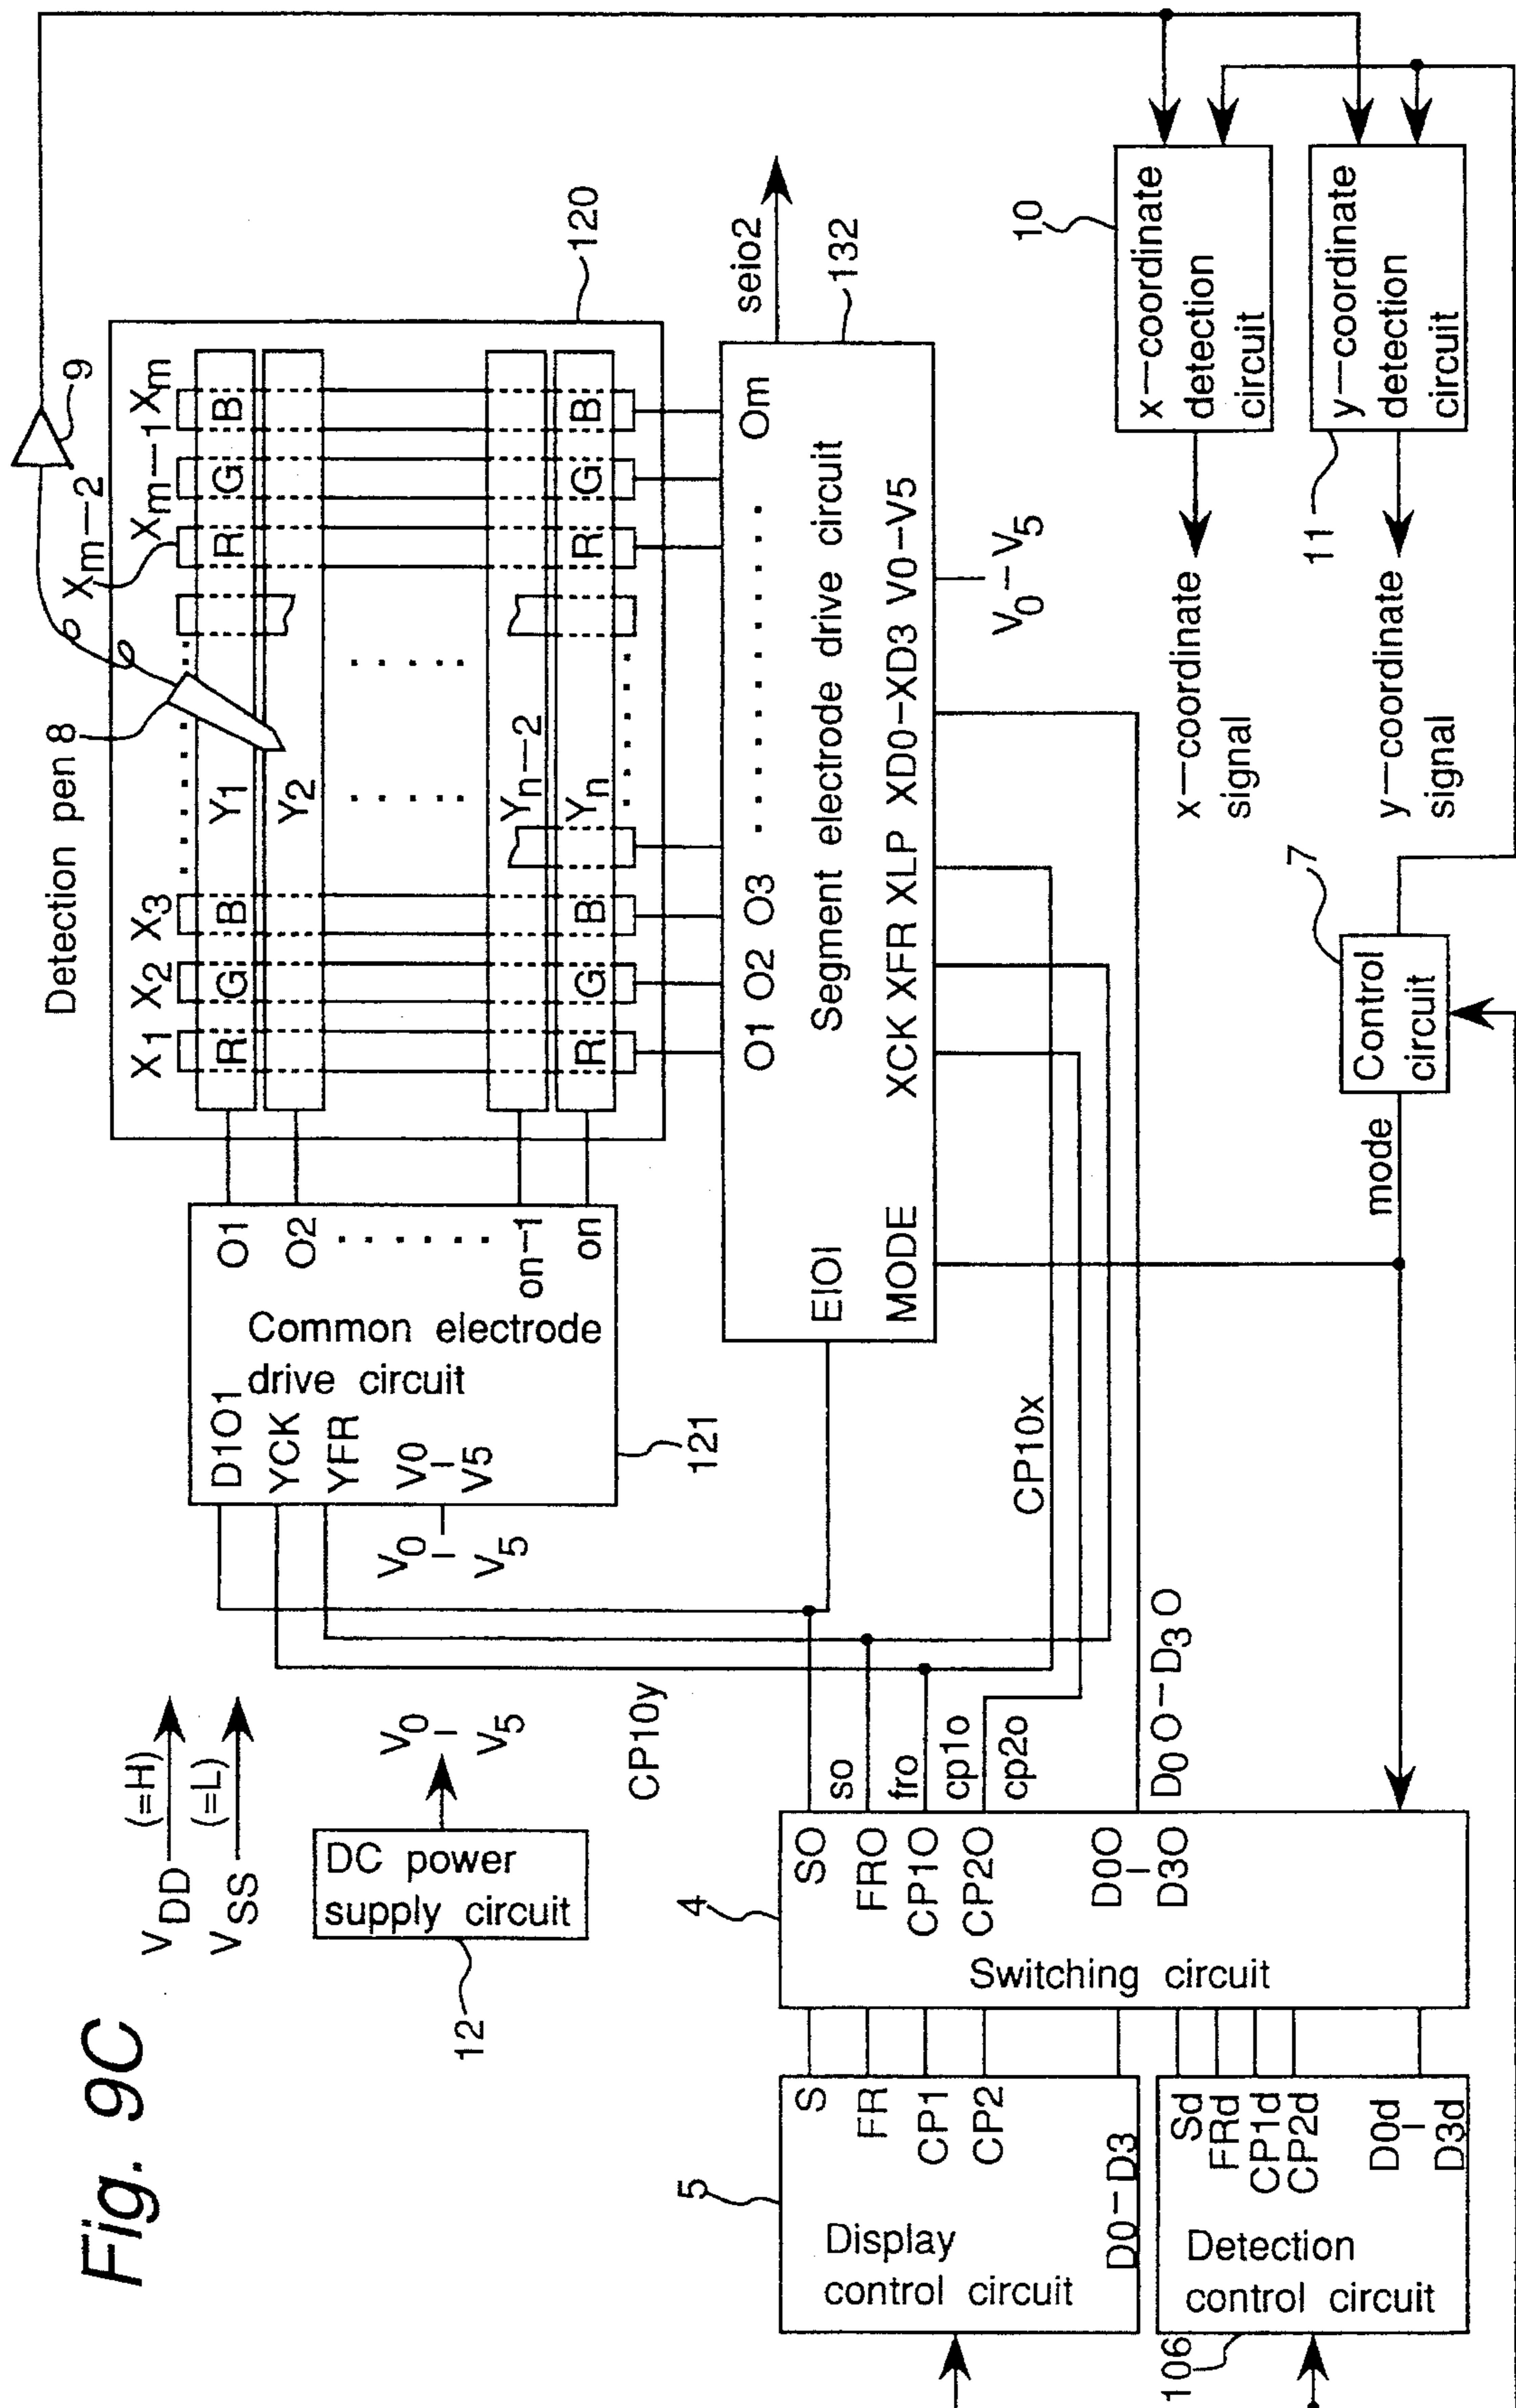 Fig. 9C
VDD (=H)
VSS (=L)
DC power
supply circuit
12
V0 – V5
Detection pen 8
9
X1 X2 X3 Xm–2 Xm–1 Xm
R G B R G B
Y1
Y2
Yn–2
Yn
R G B R G B
120
O1
O2
on–1
on
Common electrode
drive circuit
D1O1
YCK
YFR
V0 – V5
V0 – V5
121
EIOI
O1 O2 O3 Om
Segment electrode drive circuit
MODE XCK XFR XLP XD0–XD3 V0–V5
V0–V5
seio2
132
CP10y
CP10x
so
fro
cp1o
cp2o
D0O–D3O
4
SO
FRO
CP1O
CP2O
D0O
–
D3O
Switching circuit
5
S
FR
CP1
CP2
D0–D3
Display
control circuit
106
Sd
FRd
CP1d
CP2d
D0d
–
D3d
Detection
control circuit
mode
7
Control
circuit
10
x–coordinate
detection
circuit
x–coordinate
signal
11
y–coordinate
detection
circuit
y–coordinate
signal